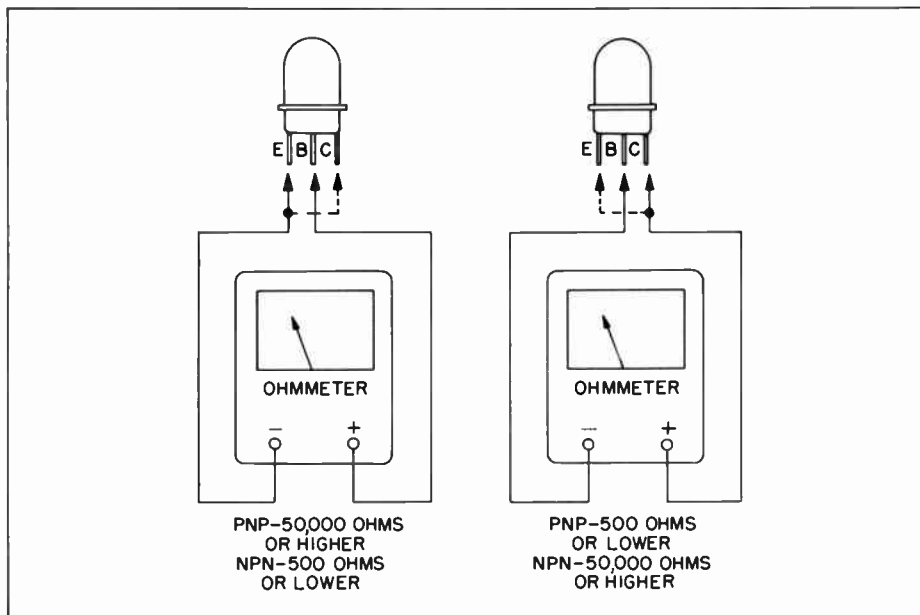 E B C
OHMMETER
− +
PNP-50,000 OHMS
OR HIGHER
NPN-500 OHMS
OR LOWER
E B C
OHMMETER
− +
PNP-500 OHMS
OR LOWER
NPN-50,000 OHMS
OR HIGHER